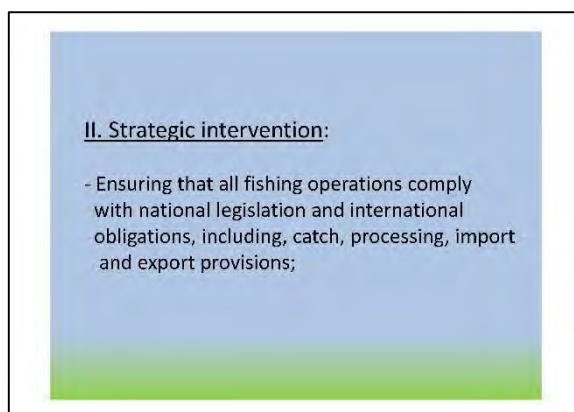 II. Strategic intervention:
- Ensuring that all fishing operations comply
with national legislation and international
obligations, including, catch, processing, import
and export provisions;